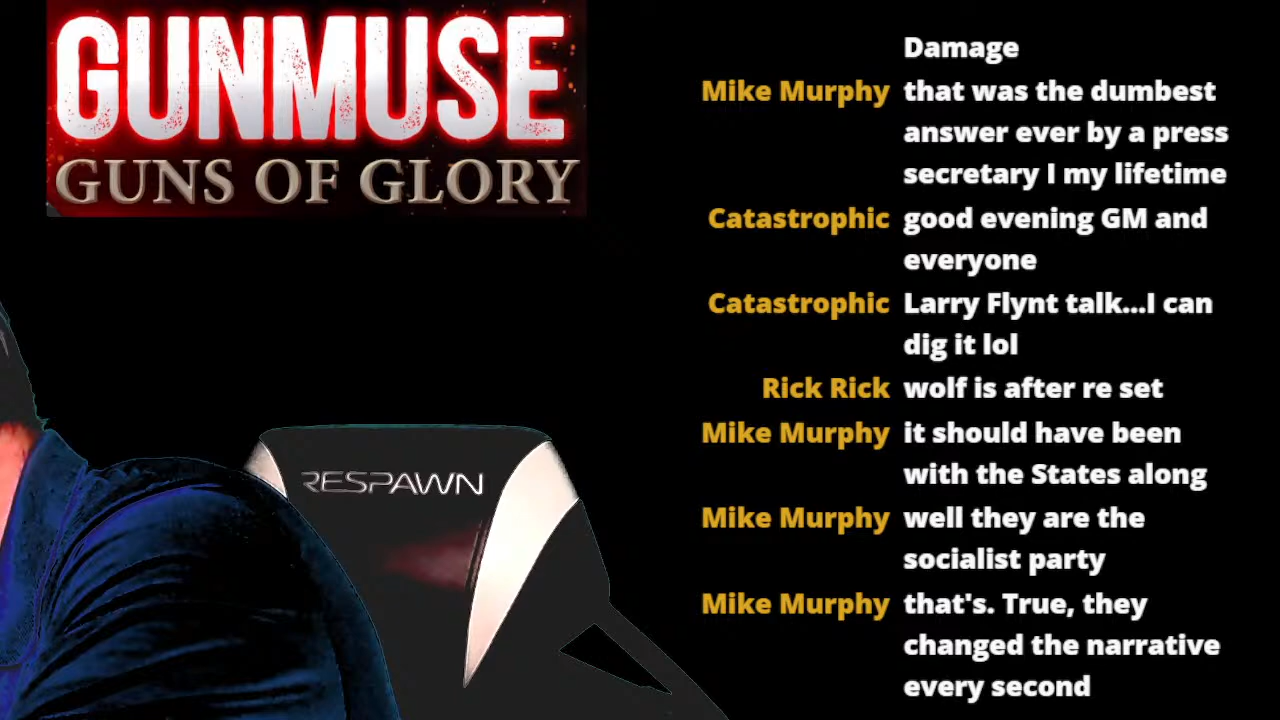 GUNMUSE
GUNS OF GLORY
RESPAWN
Damage
Mike Murphy that was the dumbest
answer ever by a press
secretary I my lifetime
Catastrophic good evening GM and
everyone
Catastrophic Larry Flynt talk...I can
dig it lol
Rick Rick wolf is after re set
Mike Murphy it should have been
with the States along
Mike Murphy well they are the
socialist party
Mike Murphy that's. True, they
changed the narrative
every second